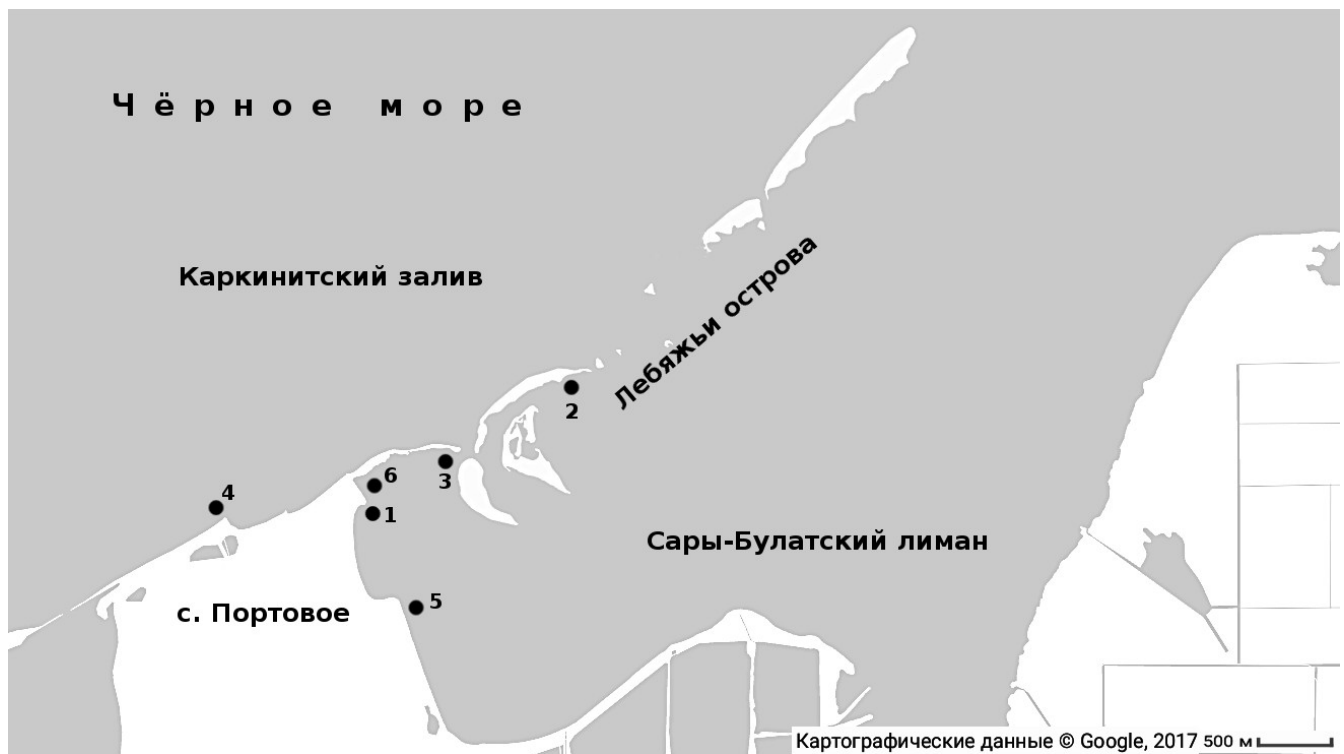 Чёрное море
Каркинитский залив
Лебяжьи острова
2
6
3
4
1
Сары-Булатский лиман
5
с. Портовое
Картографические данные © Google, 2017 500 м